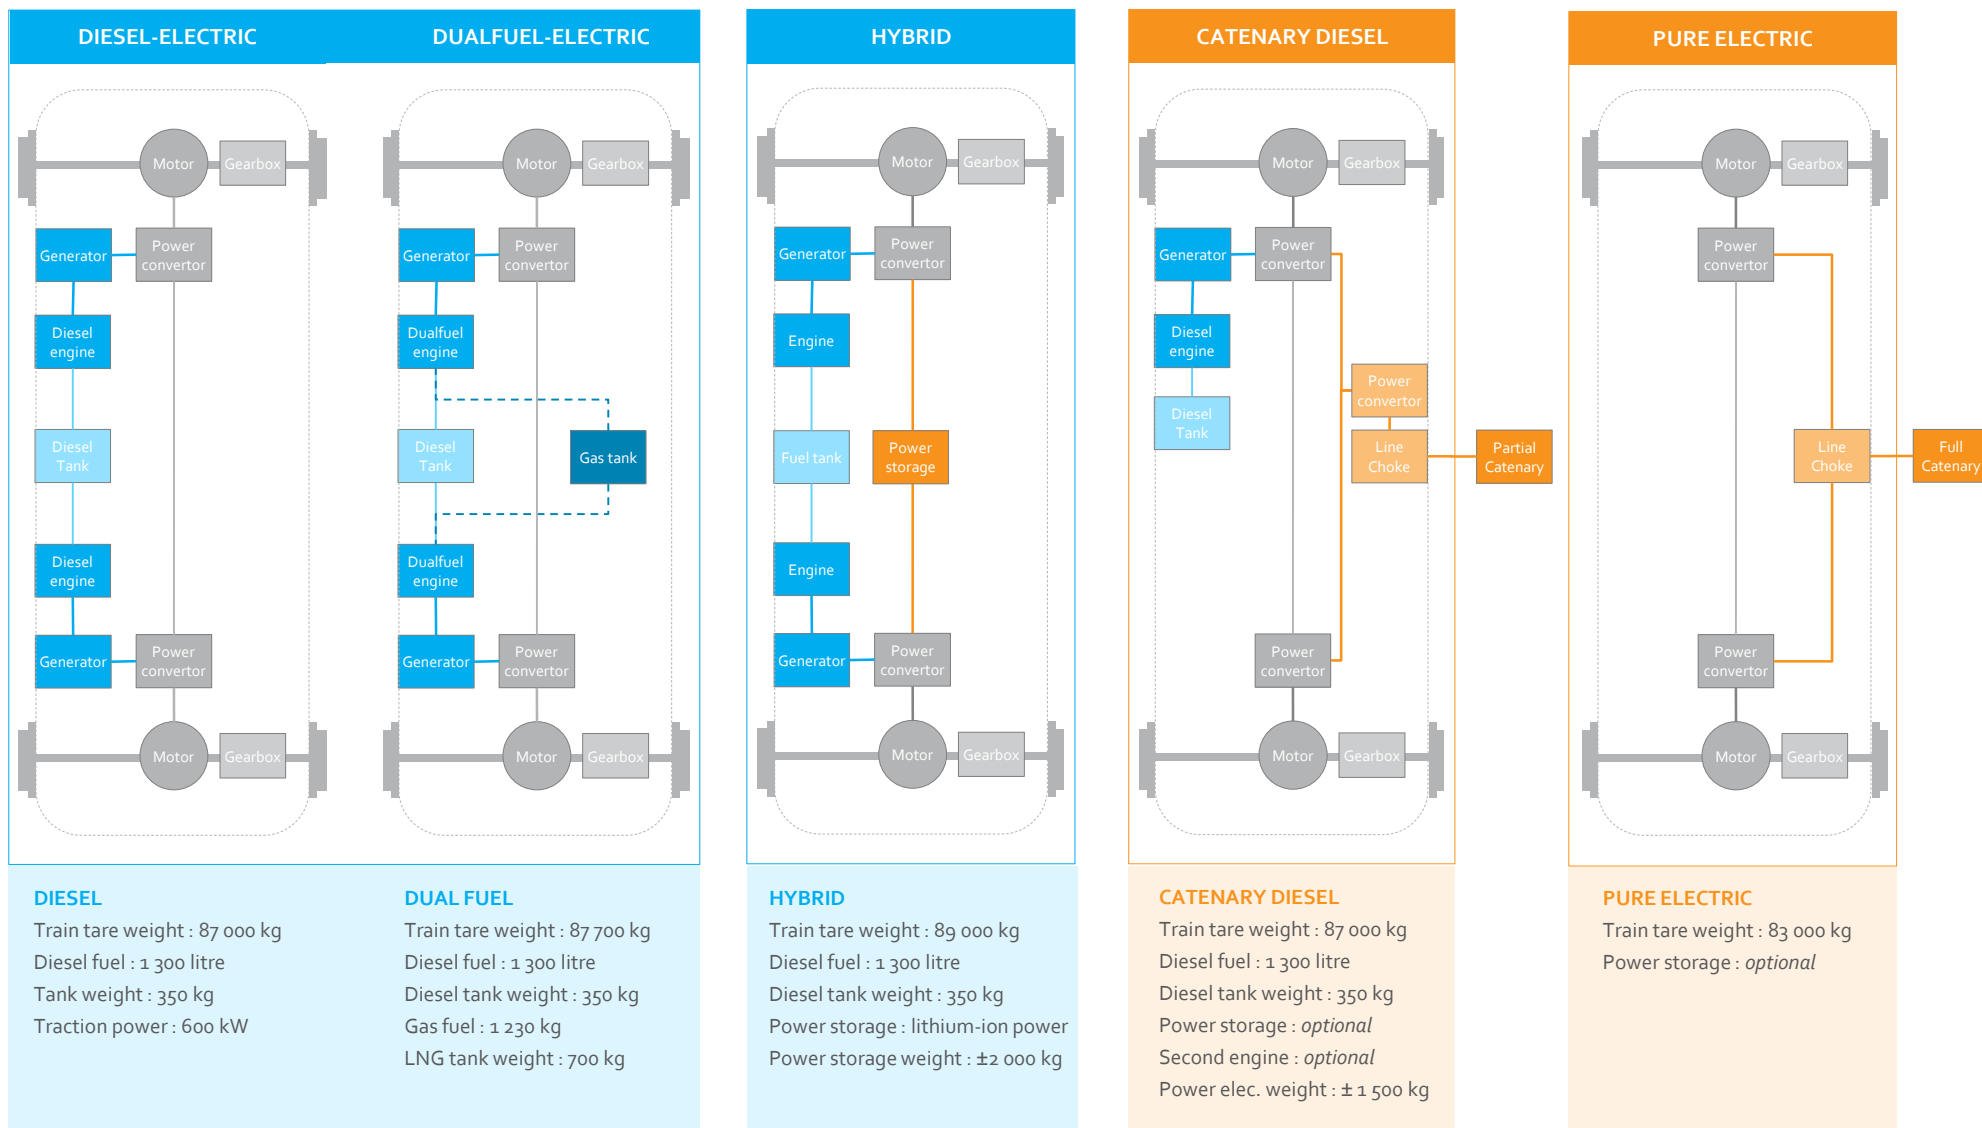 DIESEL-ELECTRIC
Motor
Gearbox
Generator
Power
convertor
Diesel
engine
Diesel
Tank
Diesel
engine
Generator
Power
convertor
Motor
Gearbox
DIESEL
Train tare weight : 87 000 kg
Diesel fuel : 1 300 litre
Tank weight : 350 kg
Traction power : 600 kW
DUALFUEL-ELECTRIC
Motor
Gearbox
Generator
Power
convertor
Dualfuel
engine
Diesel
Tank
Gas tank
Dualfuel
engine
Generator
Power
convertor
Motor
Gearbox
DUAL FUEL
Train tare weight : 87 700 kg
Diesel fuel : 1 300 litre
Diesel tank weight : 350 kg
Gas fuel : 1 230 kg
LNG tank weight : 700 kg
HYBRID
Motor
Gearbox
Generator
Power
convertor
Engine
Fuel tank
Power
storage
Engine
Generator
Power
convertor
Motor
Gearbox
HYBRID
Train tare weight : 89 000 kg
Diesel fuel : 1 300 litre
Diesel tank weight : 350 kg
Power storage : lithium-ion power
Power storage weight : ±2 000 kg
CATENARY DIESEL
Motor
Gearbox
Generator
Power
convertor
Diesel
engine
Diesel
Tank
Power
convertor
Line
Choke
Partial
Catenary
Power
convertor
Motor
Gearbox
CATENARY DIESEL
Train tare weight : 87 000 kg
Diesel fuel : 1 300 litre
Diesel tank weight : 350 kg
Power storage : optional
Second engine : optional
Power elec. weight : ± 1 500 kg
PURE ELECTRIC
Motor
Gearbox
Power
convertor
Line
Choke
Full
Catenary
Power
convertor
Motor
Gearbox
PURE ELECTRIC
Train tare weight : 83 000 kg
Power storage : optional